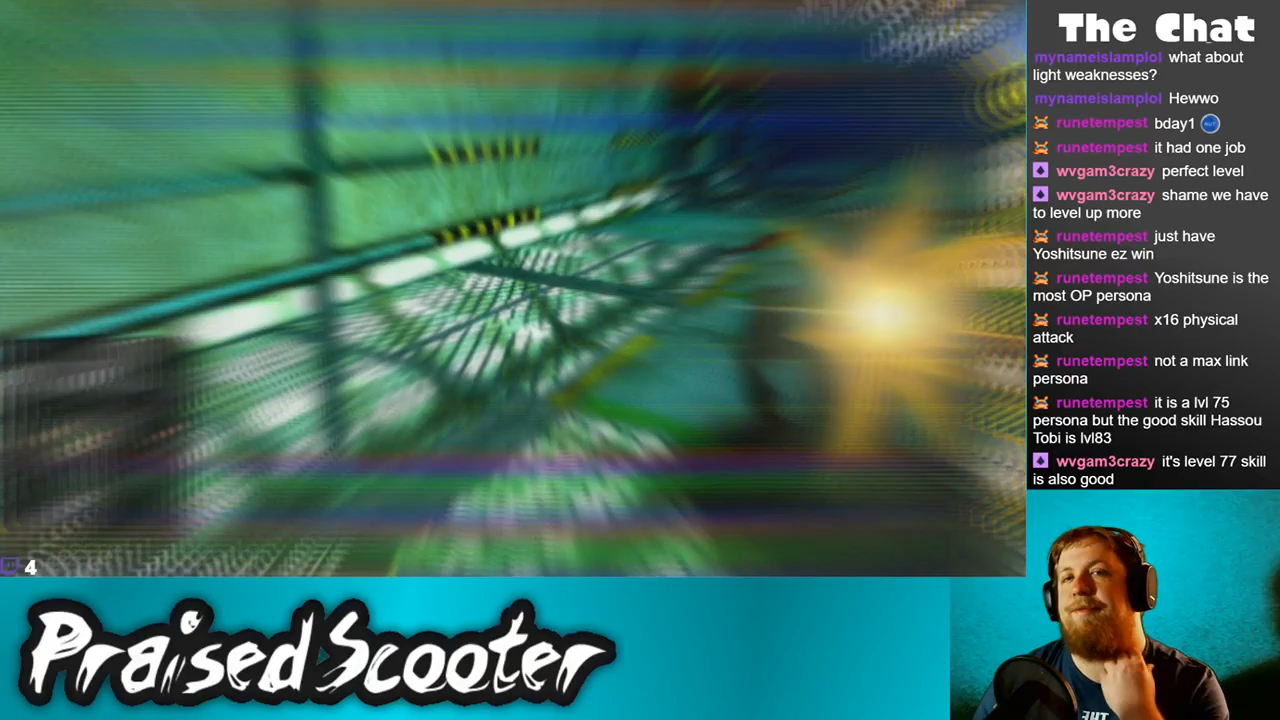 The Chat
mynameislamplol what about
light weaknesses?
mynameislamplol Hewwo
runetempest bday1
runetempest it had one job
wvgam3crazy perfect level
wvgam3crazy shame we have
to level up more
runetempest just have
Yoshitsune ez win
runetempest Yoshitsune is the
most OP persona
runetempest x16 physical
attack
runetempest not a max link
persona
runetempest it is a lvl 75
persona but the good skill Hassou
Tobi is lvl83
wvgam3crazy it's level 77 skill
is also good
4
PraisedScooter